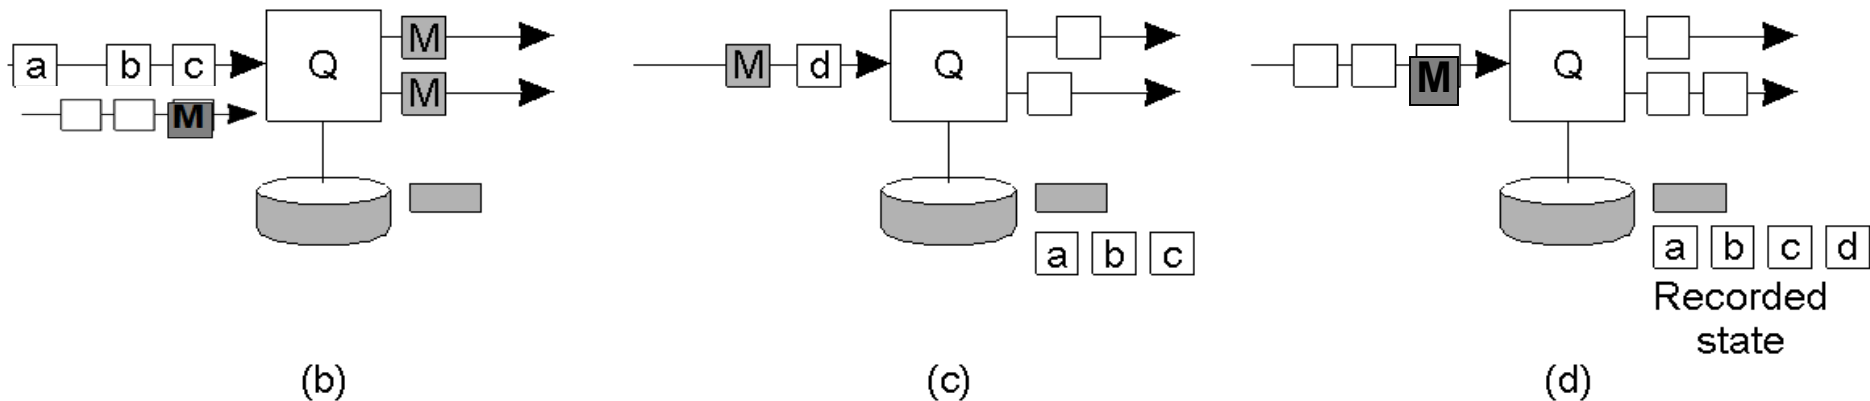 M
a b c Q
M
M
M d Q
a b c
M Q
a b c d
Recorded
state
(b) (c) (d)